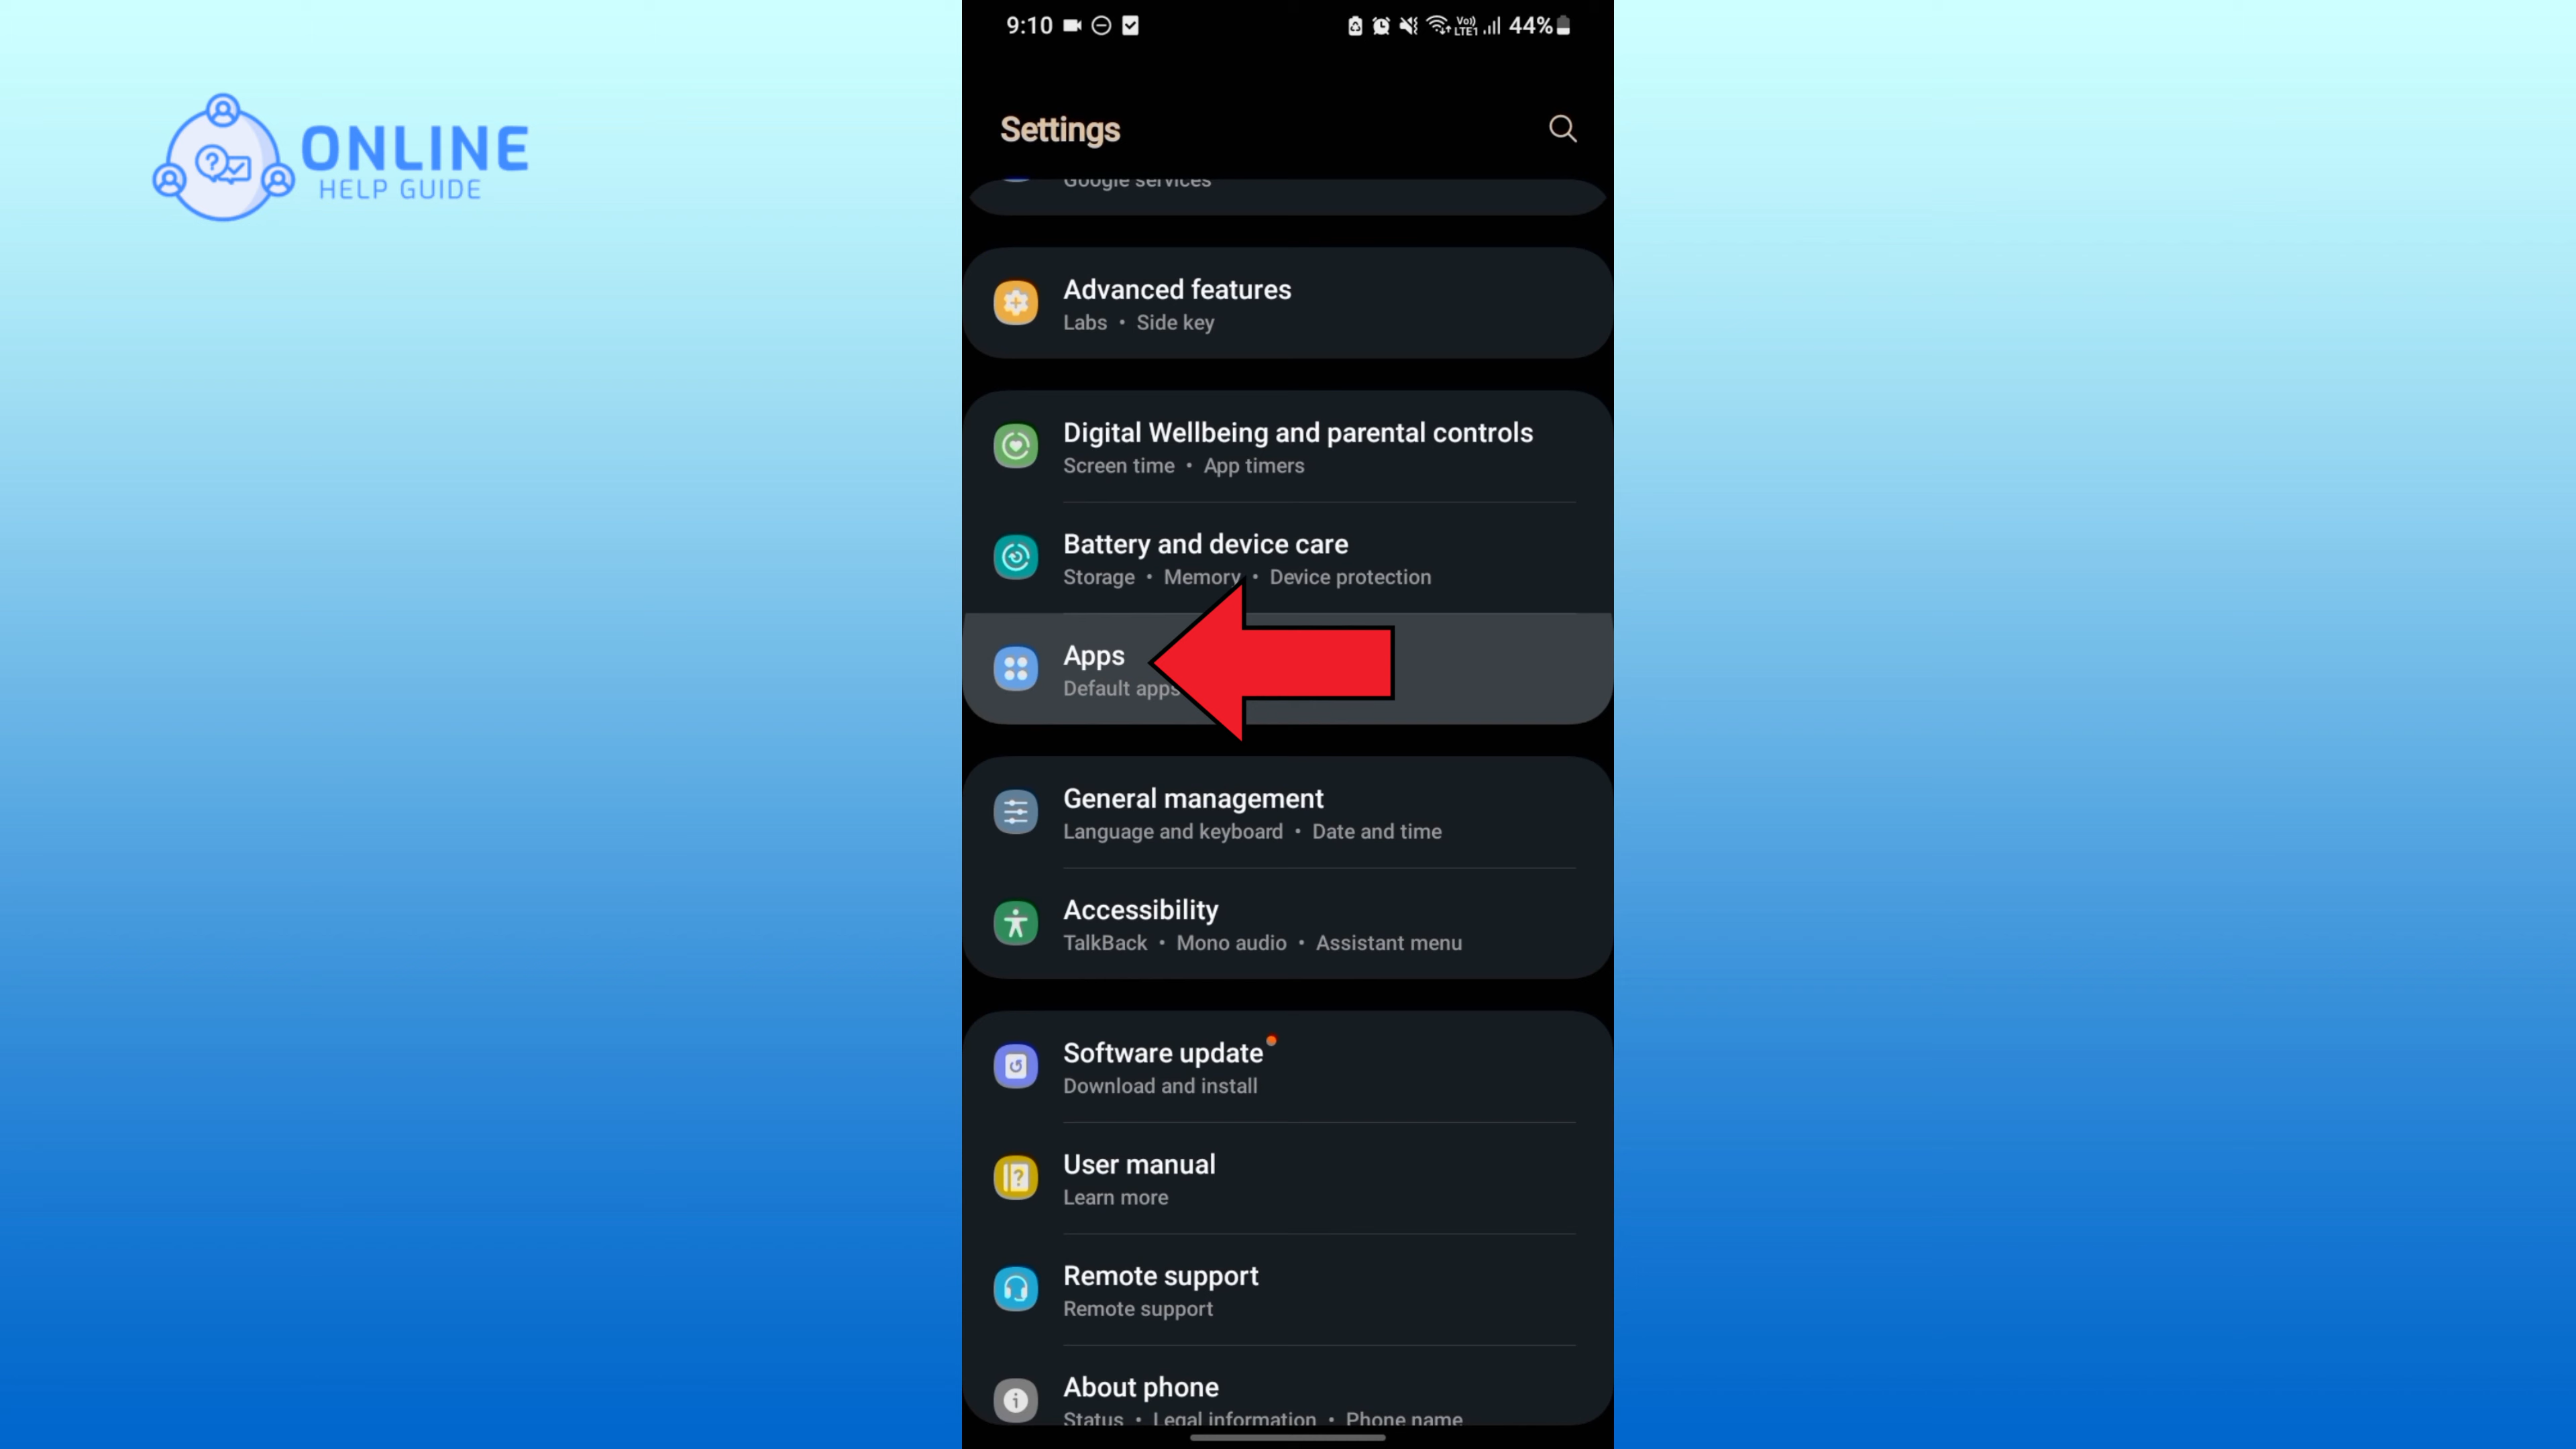 9:10
Vo)) LTE1 44%
ONLINE
HELP GUIDE
Settings
Google services
Advanced features
Labs • Side key
Digital Wellbeing and parental controls
Screen time • App timers
Battery and device care
Storage • Memory • Device protection
Apps
Default apps
General management
Language and keyboard • Date and time
Accessibility
TalkBack • Mono audio • Assistant menu
Software update
Download and install
User manual
Learn more
Remote support
Remote support
About phone
Status • Legal information • Phone name